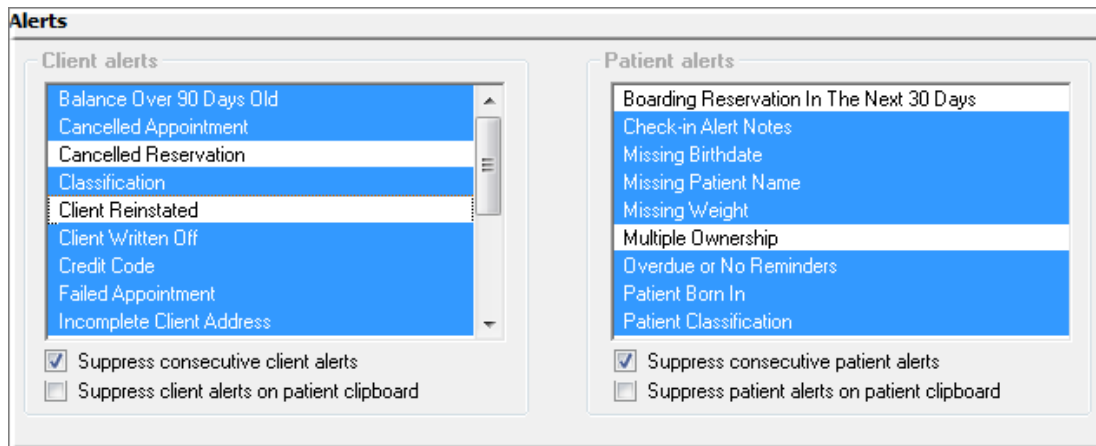 Alerts
Client alerts
Balance Over 90 Days Old
Cancelled Appointment
Cancelled Reservation
Classification
Client Reinstated
Client Written Off
Credit Code
Failed Appointment
Incomplete Client Address
Suppress consecutive client alerts
Suppress client alerts on patient clipboard
Patient alerts
Boarding Reservation In The Next 30 Days
Check-in Alert Notes
Missing Birthdate
Missing Patient Name
Missing Weight
Multiple Ownership
Overdue or No Reminders
Patient Born In
Patient Classification
Suppress consecutive patient alerts
Suppress patient alerts on patient clipboard